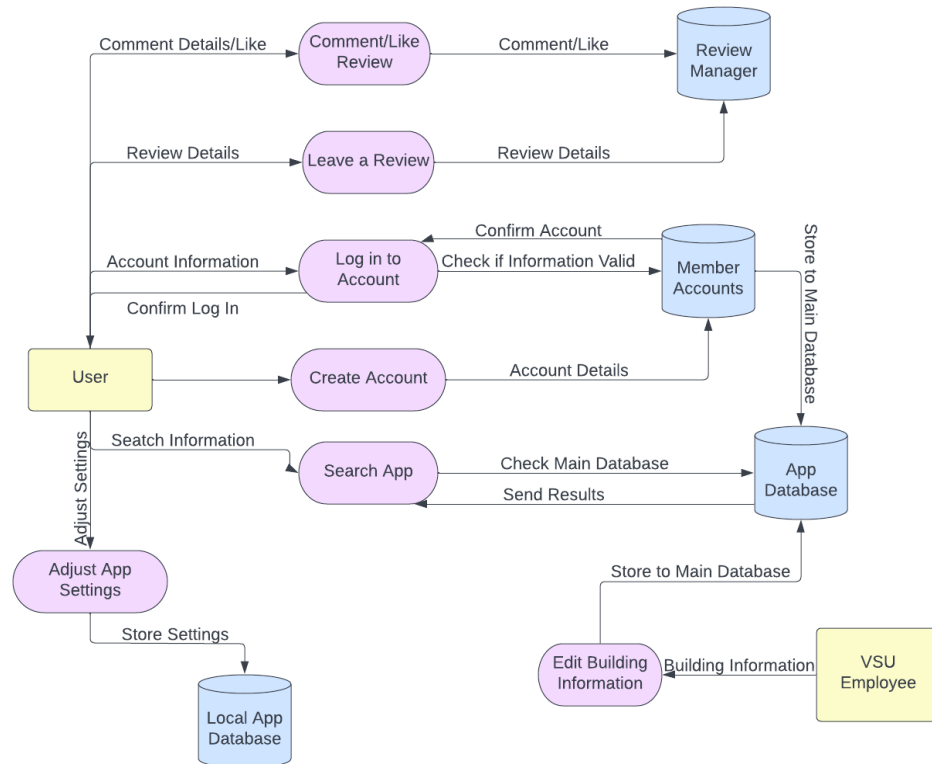 Comment Details/Like
Comment/Like
Review
Comment/Like
Review
Manager
Review Details
Leave a Review
Review Details
Confirm Account
Account Information
Log in to
Account
Check if Information Valid
Member
Accounts
Store to Main Database
Confirm Log In
User
Create Account
Account Details
Seatch Information
Adjust Settings
Search App
Check Main Database
Send Results
App
Database
Adjust App
Settings
Store to Main Database
Store Settings
Edit Building
Information
Building Information
VSU
Employee
Local App
Database